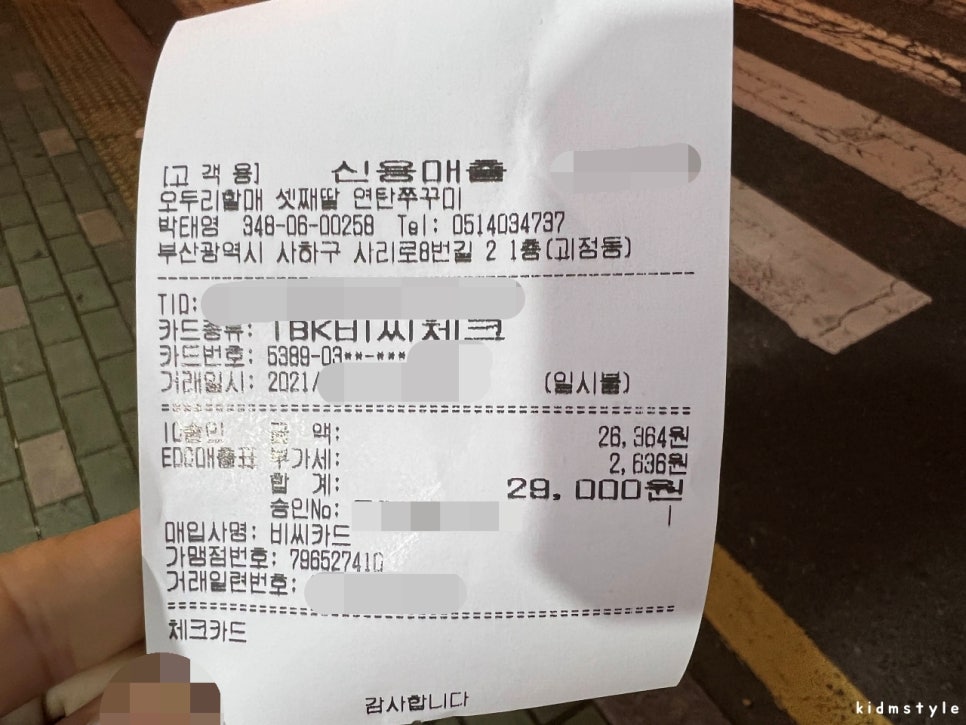 [고 객 용] 신용매출
오두리할매 셋째딸 연탄쭈꾸미
박태영 348-06-00258 Tel: 0514034737
부산광역시 사하구 사리로8번길 2 1층(괴정동)
TID:
카드종류: IBK비씨체크
카드번호: 5389-03**-***
거래일시: 2021/ (일시불)
IC승인 금 액: 26,364원
EDC매출표 부가세: 2,636원
합 계: 29,000원
승인No:
매입사명: 비씨카드
가맹점번호: 796527410
거래일련번호:
체크카드
감사합니다
kidmstyle